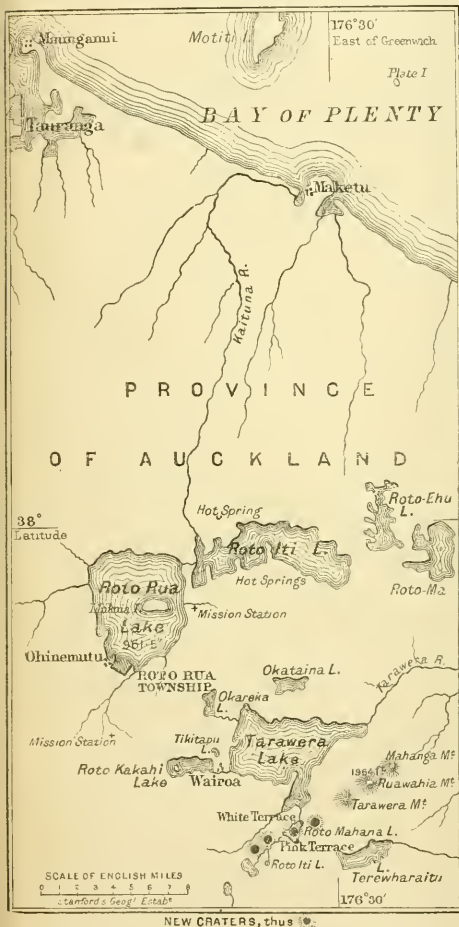 176°30'
East of Greenwich
Plate I
Maunganui
Motiti I.
BAY OF PLENTY
Tauranga
Maketu
Kaituna R.
PROVINCE
OF AUCKLAND
38°
Latitude
Hot Spring
Roto Iti L.
Hot Springs
Roto-Ehu
L.
Roto-Ma
Roto Rua
Lake
Mission Station
Ohinemutu
ROTO RUA
TOWNSHIP
Okataina L.
Okareka
L.
Tarawera R.
Mission Station
Tikitapu
L.
Tarawera
Lake
Roto Kakahi
Lake
Wairoa
Mahanga Mt.
Ruawahia Mt.
Tarawera Mt.
White Terrace
Roto Mahana L.
Pink Terrace
Roto Iti L.
L.
Terewharaitu
SCALE OF ENGLISH MILES
0 1 2 3 4 5 6 7 8
Stanford's Geogl. Estabt.
176°30'
NEW CRATERS, thus